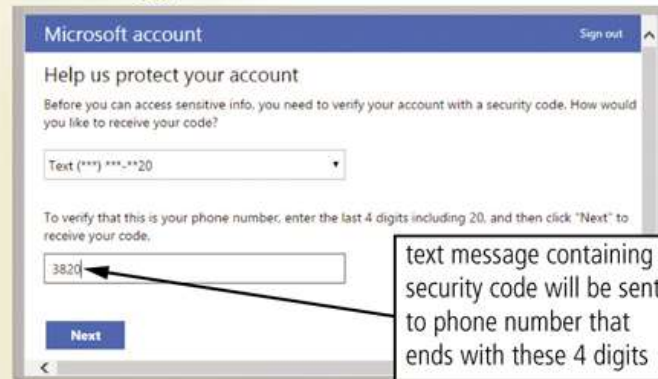 Microsoft account
Sign out
Help us protect your account
Before you can access sensitive info, you need to verify your account with a security code. How would
you like to receive your code?
Text (***) ***-**20
To verify that this is your phone number, enter the last 4 digits including 20, and then click "Next" to
receive your code.
3820
Next
text message containing
security code will be sent
to phone number that
ends with these 4 digits